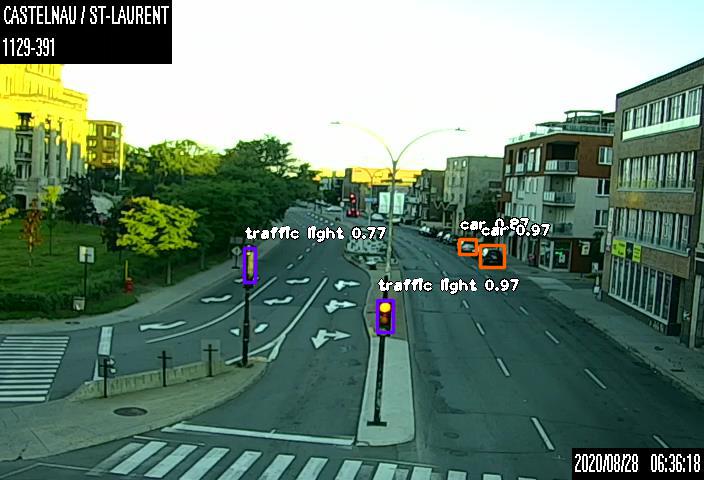 CASTELNAU / ST-LAURENT
1129-391
car 0.87
car 0.97
traffic light 0.77
traffic light 0.97
2020/08/28 06:36:18